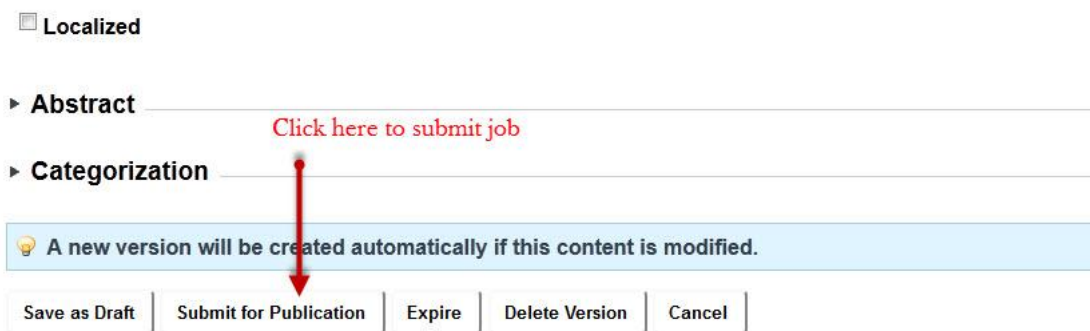 Localized
Abstract
Click here to submit job
Categorization
A new version will be created automatically if this content is modified.
Save as Draft Submit for Publication Expire Delete Version Cancel